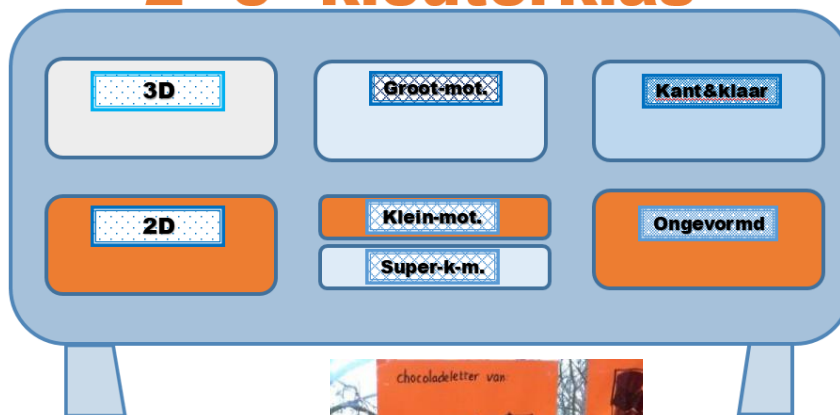 3D
Groot-mot.
Kant&klaar
2D
Klein-mot.
Ongevormd
Super-k-m.
chocoladeletter van: